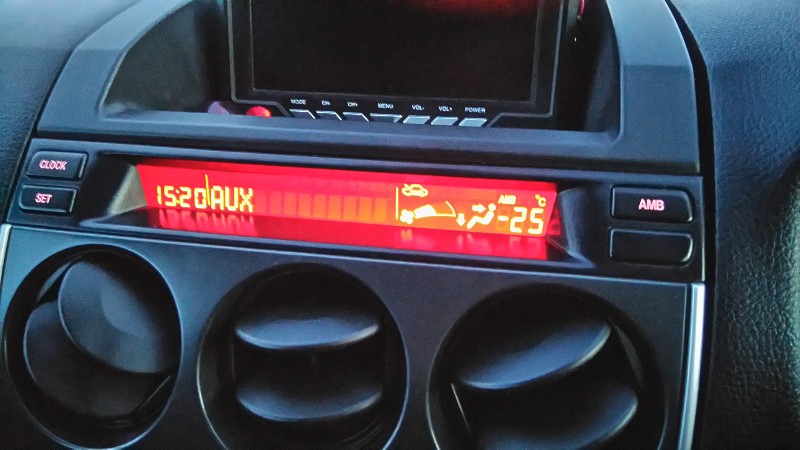 MODE CH- CH+ MENU VOL- VOL+ POWER
CLOCK
SET
15:20 AUX
AMB °C
-25
AMB